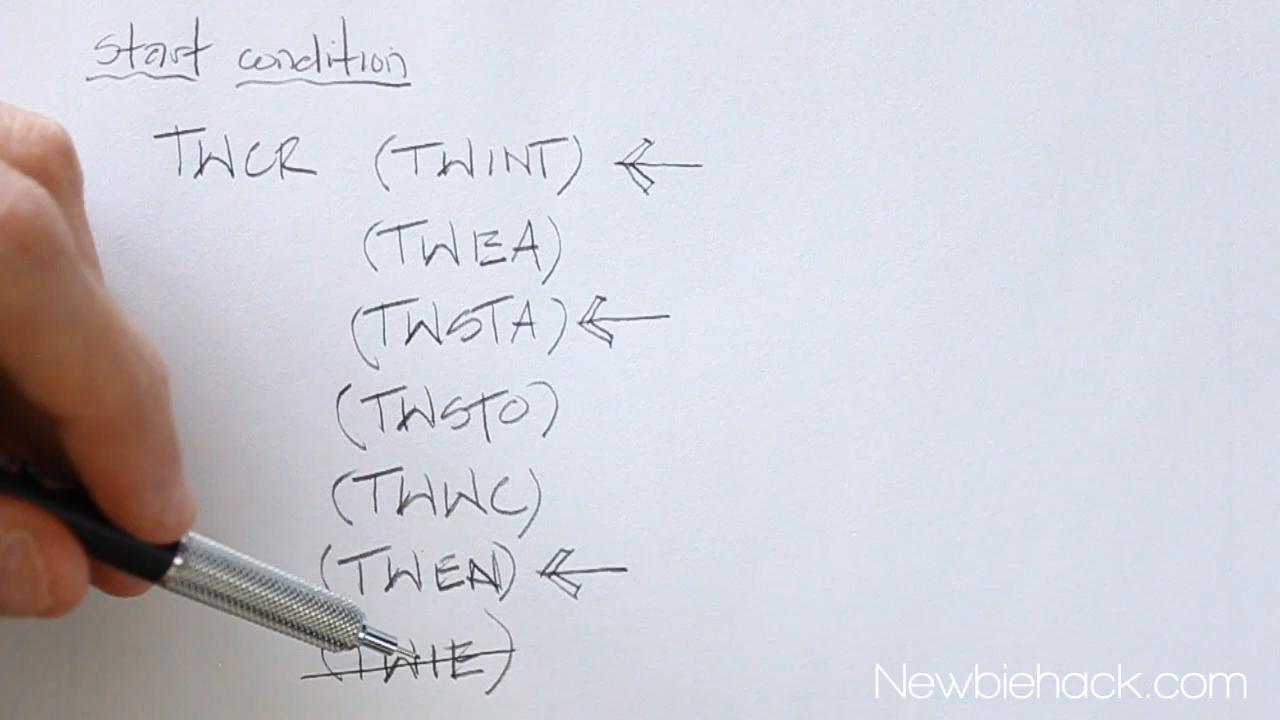 start condition
TWCR (TWINT)
(TWEA)
(TWSTA)
(TWSTO)
(TWWC)
(TWEN)
(TWIE)
Newbiehack.com